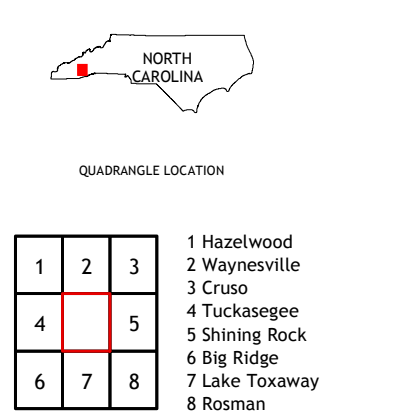 NORTH
CAROLINA
QUADRANGLE LOCATION
1 2 3
4 5
6 7 8
1 Hazelwood
2 Waynesville
3 Cruso
4 Tuckasegee
5 Shining Rock
6 Big Ridge
7 Lake Toxaway
8 Rosman